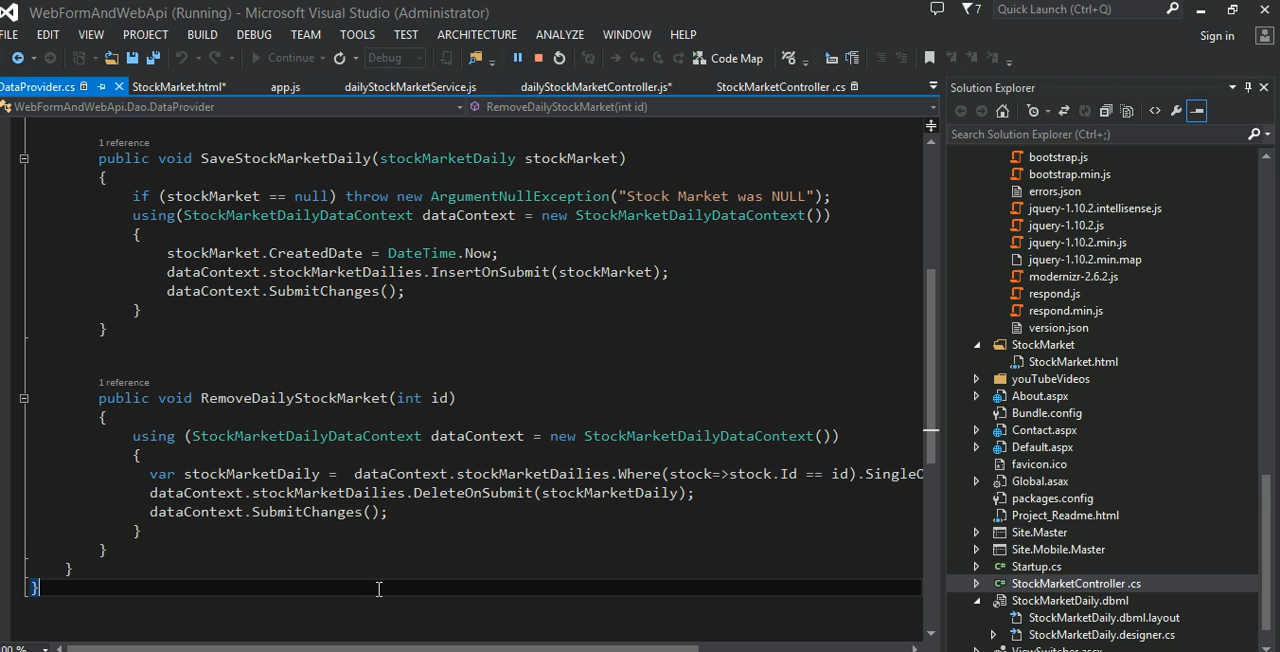 WebFormAndWebApi (Running) - Microsoft Visual Studio (Administrator)
7
Quick Launch (Ctrl+Q)
FILE EDIT VIEW PROJECT BUILD DEBUG TEAM TOOLS TEST ARCHITECTURE ANALYZE WINDOW HELP
Sign in
Continue
Debug
Code Map
DataProvider.cs StockMarket.html* app.js dailyStockMarketService.js dailyStockMarketController.js* StockMarketController .cs
WebFormAndWebApi.Dao.DataProvider RemoveDailyStockMarket(int id)
1 reference
public void SaveStockMarketDaily(stockMarketDaily stockMarket)
{
if (stockMarket == null) throw new ArgumentNullException("Stock Market was NULL");
using(StockMarketDailyDataContext dataContext = new StockMarketDailyDataContext())
{
stockMarket.CreatedDate = DateTime.Now;
dataContext.stockMarketDailies.InsertOnSubmit(stockMarket);
dataContext.SubmitChanges();
}
}
1 reference
public void RemoveDailyStockMarket(int id)
{
using (StockMarketDailyDataContext dataContext = new StockMarketDailyDataContext())
{
var stockMarketDaily = dataContext.stockMarketDailies.Where(stock=>stock.Id == id).Single
dataContext.stockMarketDailies.DeleteOnSubmit(stockMarketDaily);
dataContext.SubmitChanges();
}
}
}
}
00 %
Solution Explorer
Search Solution Explorer (Ctrl+;)
bootstrap.js
bootstrap.min.js
errors.json
jquery-1.10.2.intellisense.js
jquery-1.10.2.js
jquery-1.10.2.min.js
jquery-1.10.2.min.map
modernizr-2.6.2.js
respond.js
respond.min.js
version.json
StockMarket
StockMarket.html
youTubeVideos
About.aspx
Bundle.config
Contact.aspx
Default.aspx
favicon.ico
Global.asax
packages.config
Project_Readme.html
Site.Master
Site.Mobile.Master
Startup.cs
StockMarketController .cs
StockMarketDaily.dbml
StockMarketDaily.dbml.layout
StockMarketDaily.designer.cs
ViewSwitcher.ascx